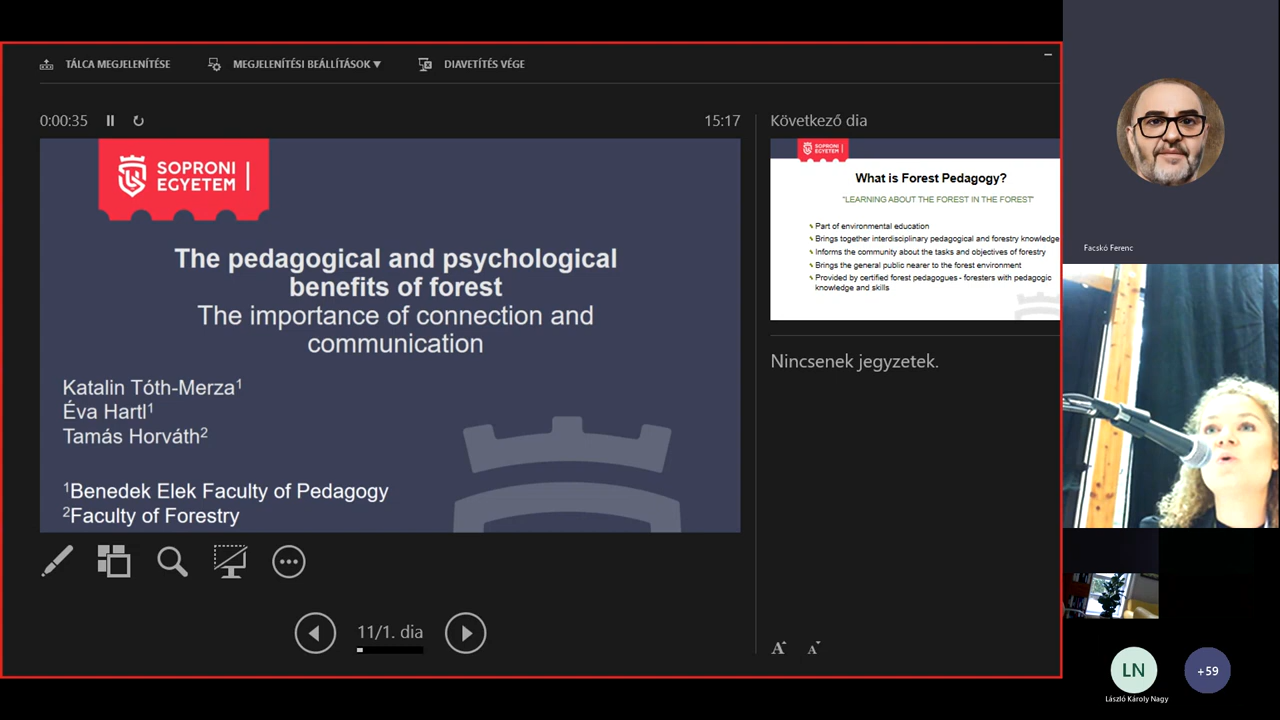 TÁLCA MEGJELENÍTÉSE
MEGJELENÍTÉSI BEÁLLÍTÁSOK ▼
DIAVETÍTÉS VÉGE
0:00:35
15:17
SOPRONI
EGYETEM
The pedagogical and psychological
benefits of forest
The importance of connection and
communication
Katalin Tóth-Merza¹
Éva Hartl¹
Tamás Horváth²
¹Benedek Elek Faculty of Pedagogy
²Faculty of Forestry
11/1. dia
Következő dia
SOPRONI
EGYETEM
What is Forest Pedagogy?
"LEARNING ABOUT THE FOREST IN THE FOREST"
Part of environmental education
Brings together interdisciplinary pedagogical and forestry knowledge
Informs the community about the tasks and objectives of forestry
Brings the general public nearer to the forest environment
Provided by certified forest pedagogues - foresters with pedagogic
knowledge and skills
Nincsenek jegyzetek.
A A
Facskó Ferenc
LN
László Károly Nagy
+59